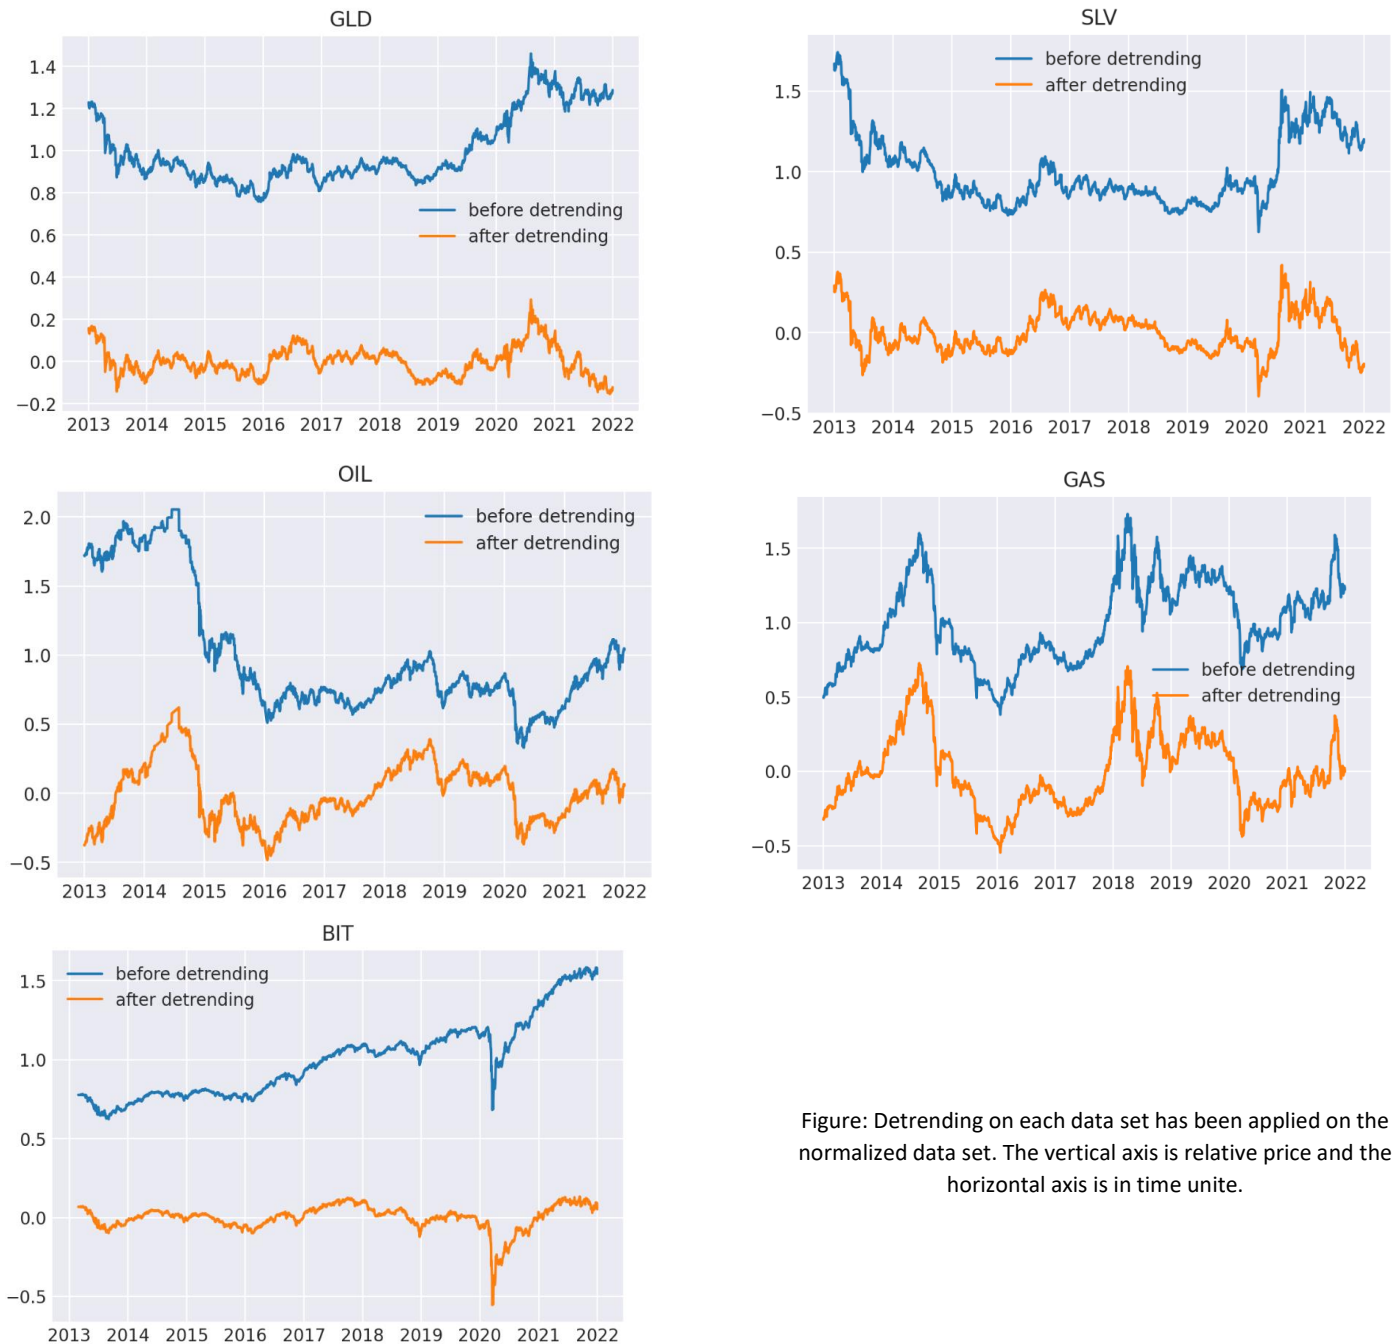 GLD
1.4
1.2
1.0
0.8
0.6
0.4
0.2
0.0
−0.2
before detrending
after detrending
2013 2014 2015 2016 2017 2018 2019 2020 2021 2022
SLV
1.5
1.0
0.5
0.0
−0.5
before detrending
after detrending
2013 2014 2015 2016 2017 2018 2019 2020 2021 2022
OIL
2.0
1.5
1.0
0.5
0.0
−0.5
before detrending
after detrending
2013 2014 2015 2016 2017 2018 2019 2020 2021 2022
GAS
1.5
1.0
0.5
0.0
−0.5
before detrending
after detrending
2013 2014 2015 2016 2017 2018 2019 2020 2021 2022
BIT
1.5
1.0
0.5
0.0
−0.5
before detrending
after detrending
2013 2014 2015 2016 2017 2018 2019 2020 2021 2022
Figure: Detrending on each data set has been applied on the
normalized data set. The vertical axis is relative price and the
horizontal axis is in time unite.